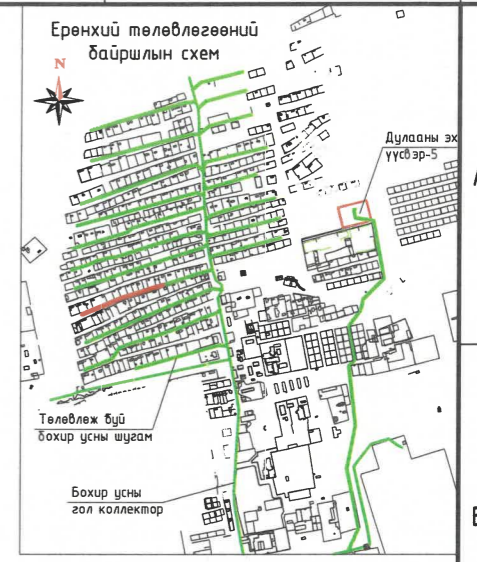 Ерөнхий төлөвлөгөөний
байршлын схем
N
Дулааны эх
үүсвэр-5
Төлөвлөж буй
бохир усны шугам
Бохир усны
гол коллектор